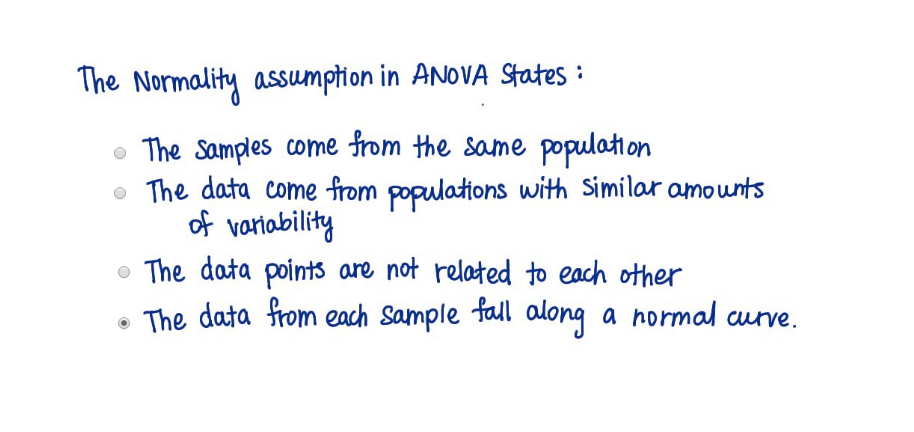 The Normality assumption in ANOVA States :
The Samples come from the same population
The data come from populations with similar amounts
of variability
The data points are not related to each other
The data from each sample fall along a normal curve.